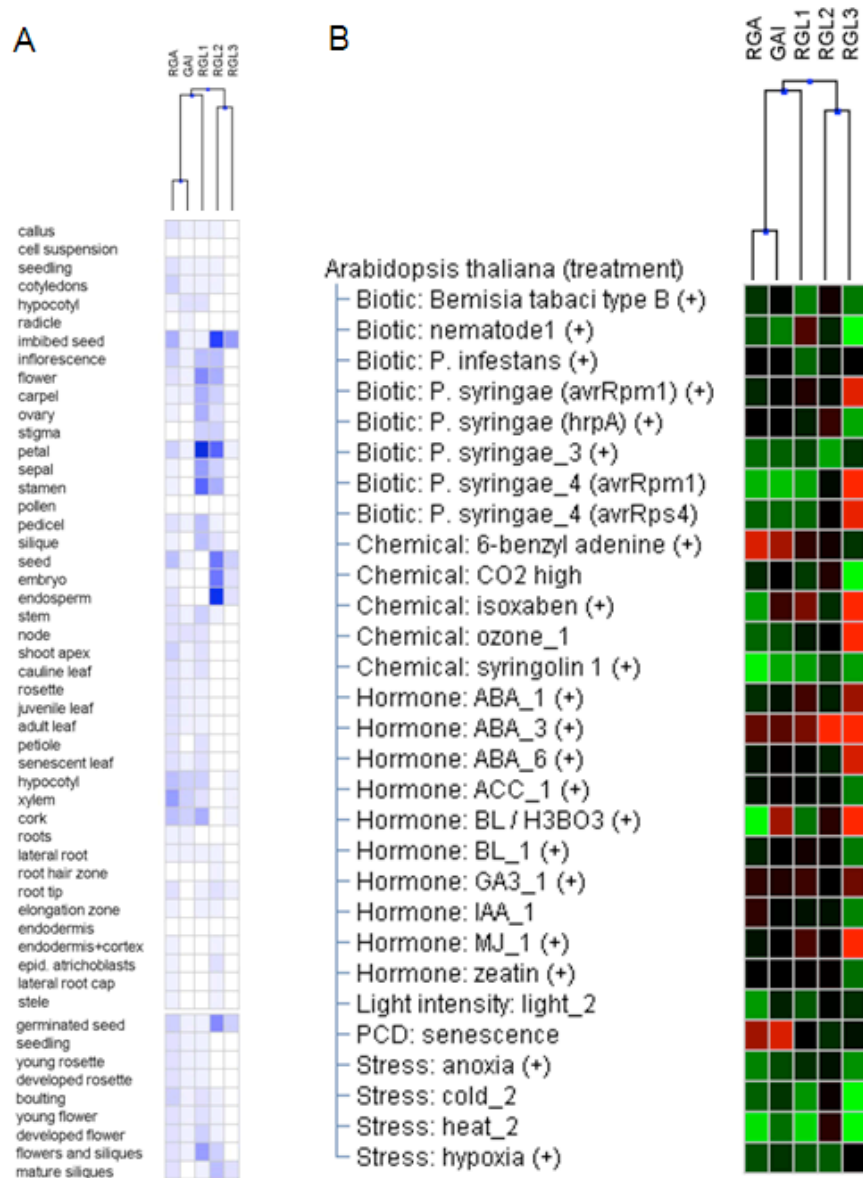 A
RGA
GAI
RGL1
RGL2
RGL3
callus
cell suspension
seedling
cotyledons
hypocotyl
radicle
imbibed seed
inflorescence
flower
carpel
ovary
stigma
petal
sepal
stamen
pollen
pedicel
silique
seed
embryo
endosperm
stem
node
shoot apex
cauline leaf
rosette
juvenile leaf
adult leaf
petiole
senescent leaf
hypocotyl
xylem
cork
roots
lateral root
root hair zone
root tip
elongation zone
endodermis
endodermis+cortex
epid. atrichoblasts
lateral root cap
stele
germinated seed
seedling
young rosette
developed rosette
boulting
young flower
developed flower
flowers and siliques
mature siliques
B
RGA
GAI
RGL1
RGL2
RGL3
Arabidopsis thaliana (treatment)
Biotic: Bemisia tabaci type B (+)
Biotic: nematode1 (+)
Biotic: P. infestans (+)
Biotic: P. syringae (avrRpm1) (+)
Biotic: P. syringae (hrpA) (+)
Biotic: P. syringae_3 (+)
Biotic: P. syringae_4 (avrRpm1)
Biotic: P. syringae_4 (avrRps4)
Chemical: 6-benzyl adenine (+)
Chemical: CO2 high
Chemical: isoxaben (+)
Chemical: ozone_1
Chemical: syringolin 1 (+)
Hormone: ABA_1 (+)
Hormone: ABA_3 (+)
Hormone: ABA_6 (+)
Hormone: ACC_1 (+)
Hormone: BL / H3BO3 (+)
Hormone: BL_1 (+)
Hormone: GA3_1 (+)
Hormone: IAA_1
Hormone: MJ_1 (+)
Hormone: zeatin (+)
Light intensity: light_2
PCD: senescence
Stress: anoxia (+)
Stress: cold_2
Stress: heat_2
Stress: hypoxia (+)